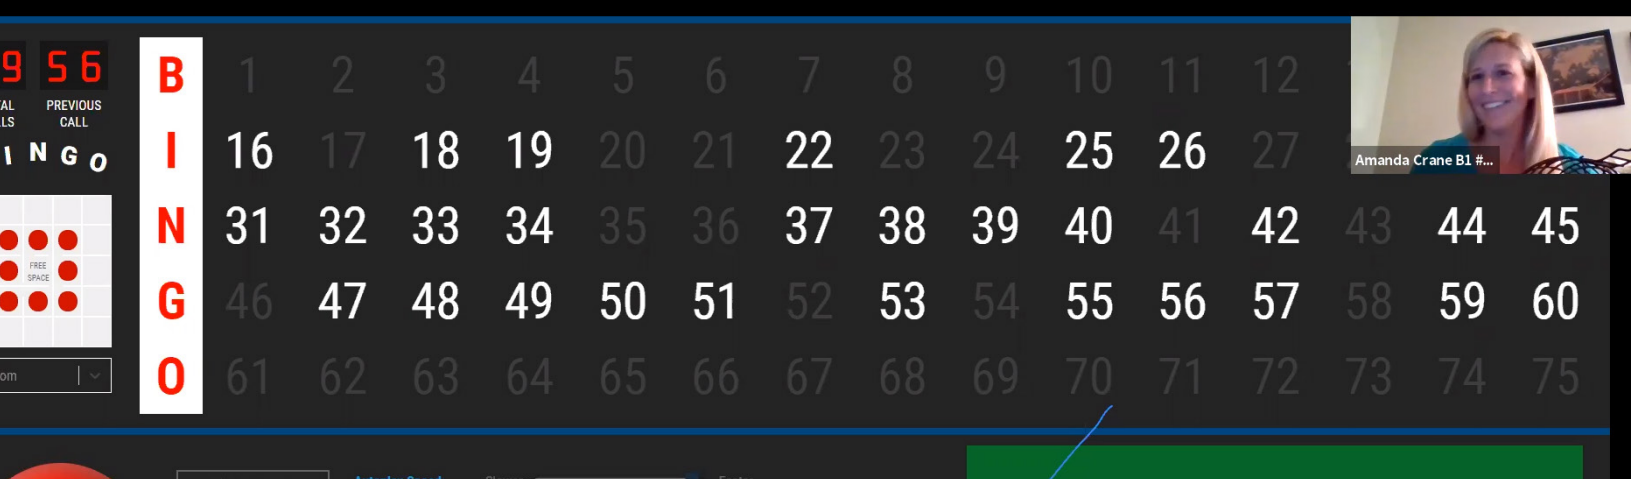 9 56
B 1 2 3 4 5 6 7 8 9 10 11 12
PREVIOUS
CALL
I N G O
I 16 17 18 19 20 21 22 23 24 25 26 27
Amanda Crane B1 #...
N 31 32 33 34 35 36 37 38 39 40 41 42 43 44 45
FREE
SPACE
G 46 47 48 49 50 51 52 53 54 55 56 57 58 59 60
O 61 62 63 64 65 66 67 68 69 70 71 72 73 74 75